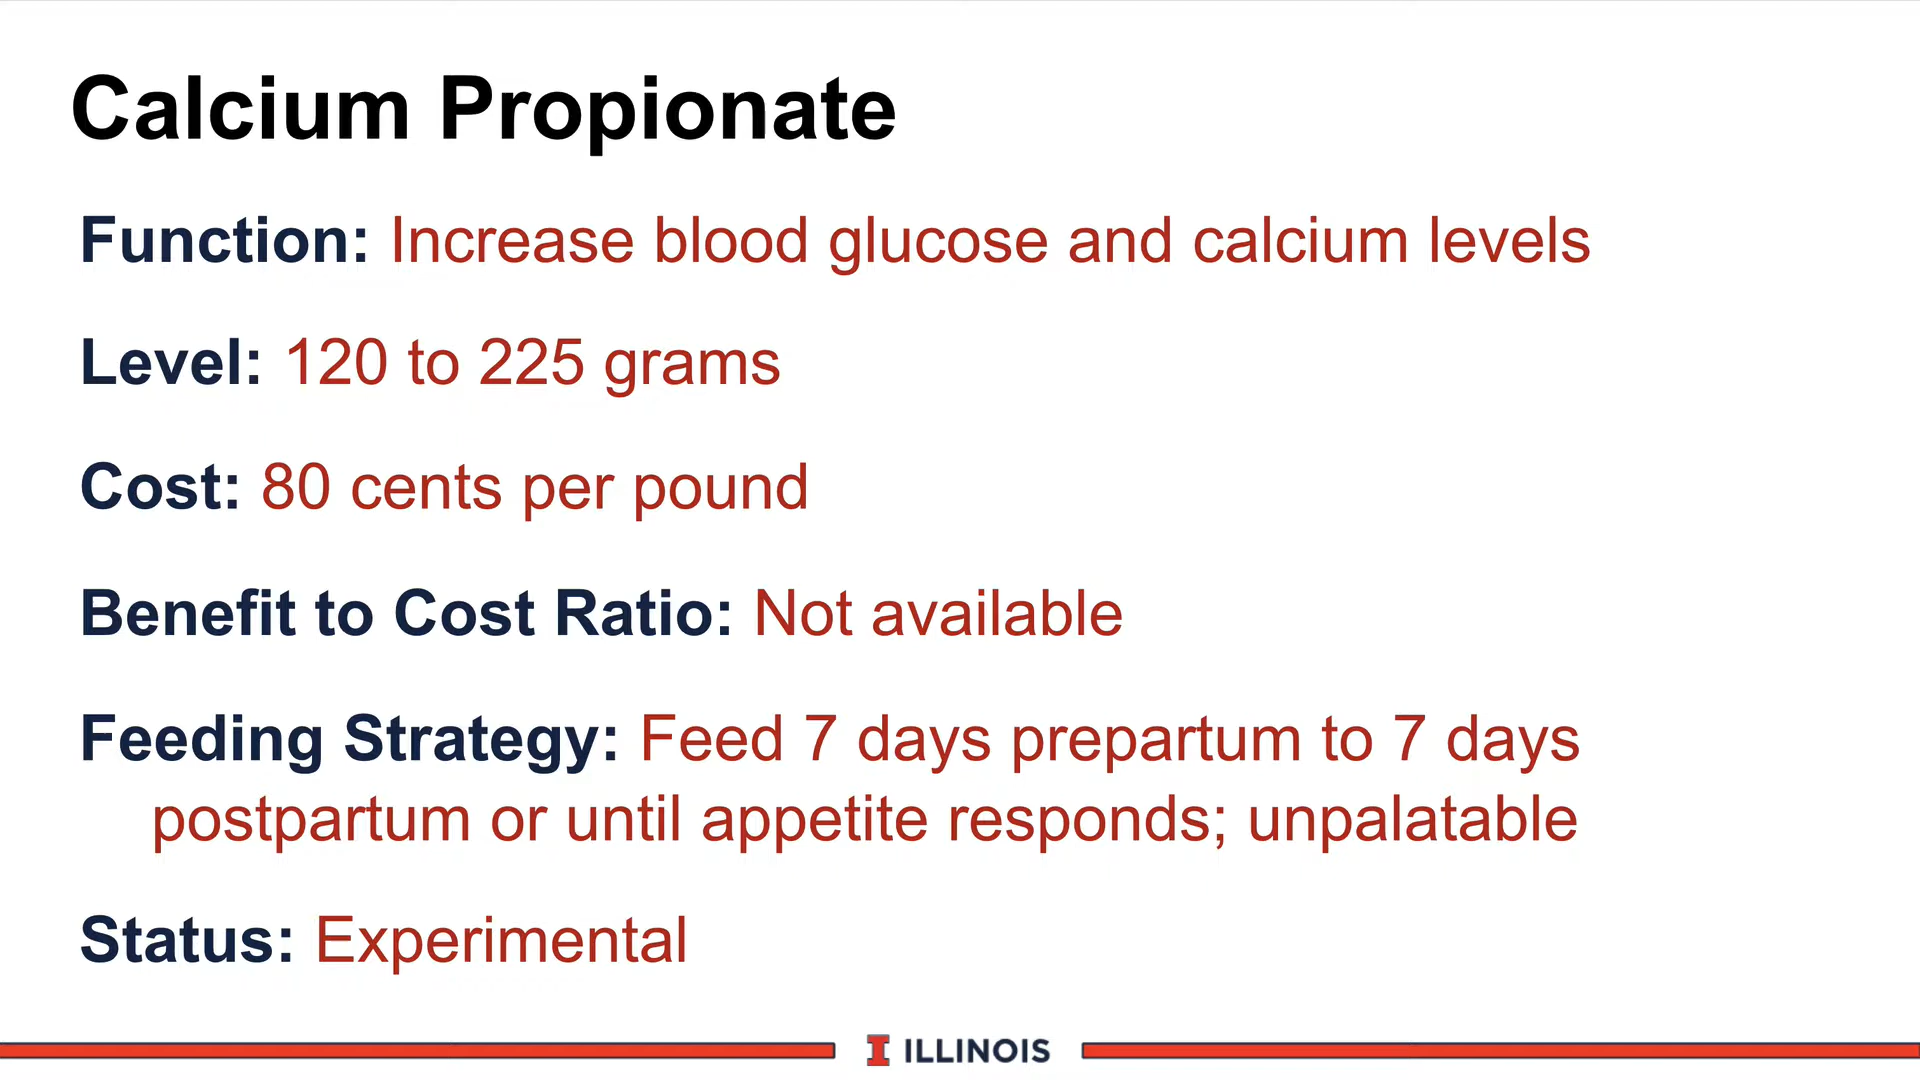 Calcium Propionate
Function: Increase blood glucose and calcium levels
Level: 120 to 225 grams
Cost: 80 cents per pound
Benefit to Cost Ratio: Not available
Feeding Strategy: Feed 7 days prepartum to 7 days
postpartum or until appetite responds; unpalatable
Status: Experimental
I ILLINOIS